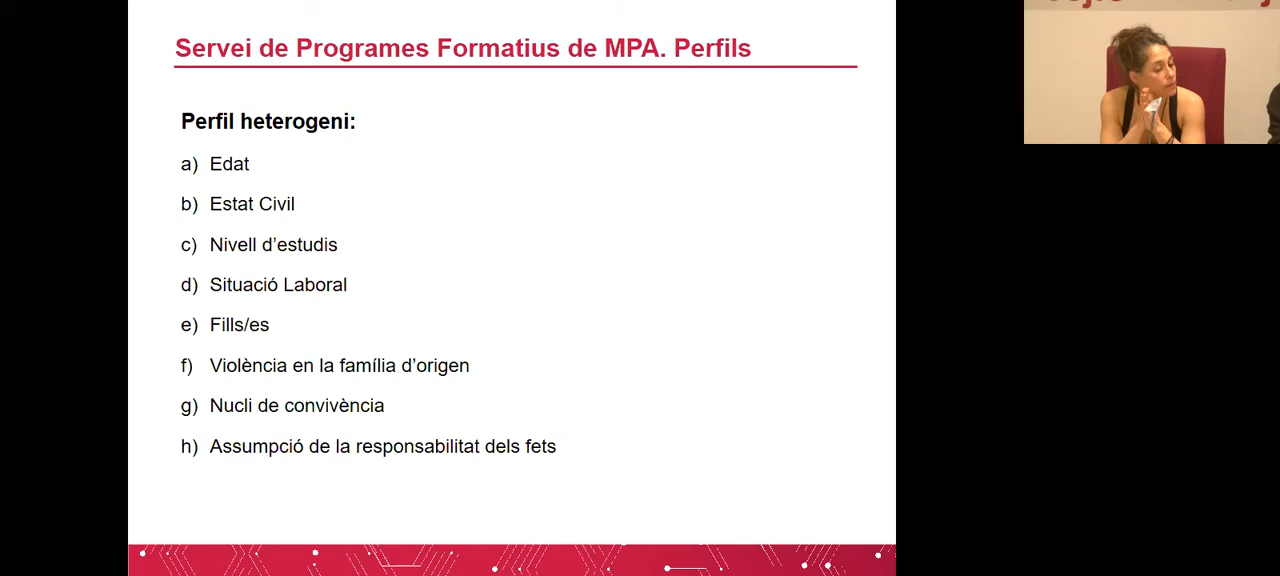 Servei de Programes Formatius de MPA. Perfils
Perfil heterogeni:
a) Edat
b) Estat Civil
c) Nivell d’estudis
d) Situació Laboral
e) Fills/es
f) Violència en la família d’origen
g) Nucli de convivència
h) Assumpció de la responsabilitat dels fets